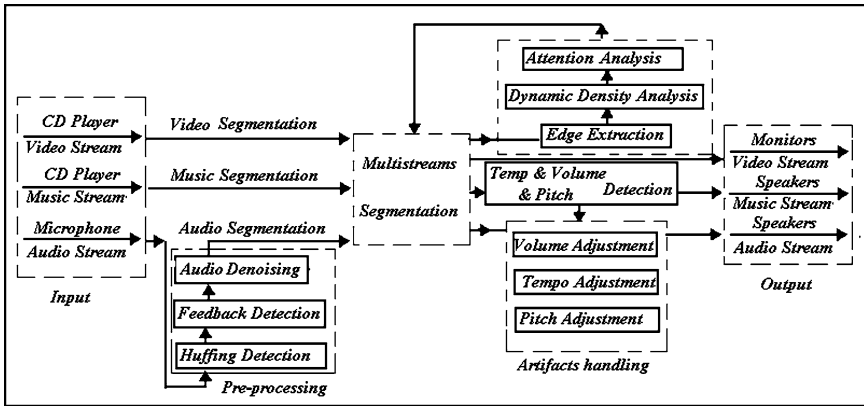 Attention Analysis
Dynamic Density Analysis
Edge Extraction
CD Player
Video Stream
Video Segmentation
CD Player
Music Stream
Music Segmentation
Microphone
Audio Stream
Audio Segmentation
Input
Audio Denoising
Feedback Detection
Huffing Detection
Pre-processing
Multistreams
Segmentation
Temp & Volume
& Pitch Detection
Volume Adjustment
Tempo Adjustment
Pitch Adjustment
Artifacts handling
Monitors
Video Stream
Speakers
Music Stream
Speakers
Audio Stream
Output